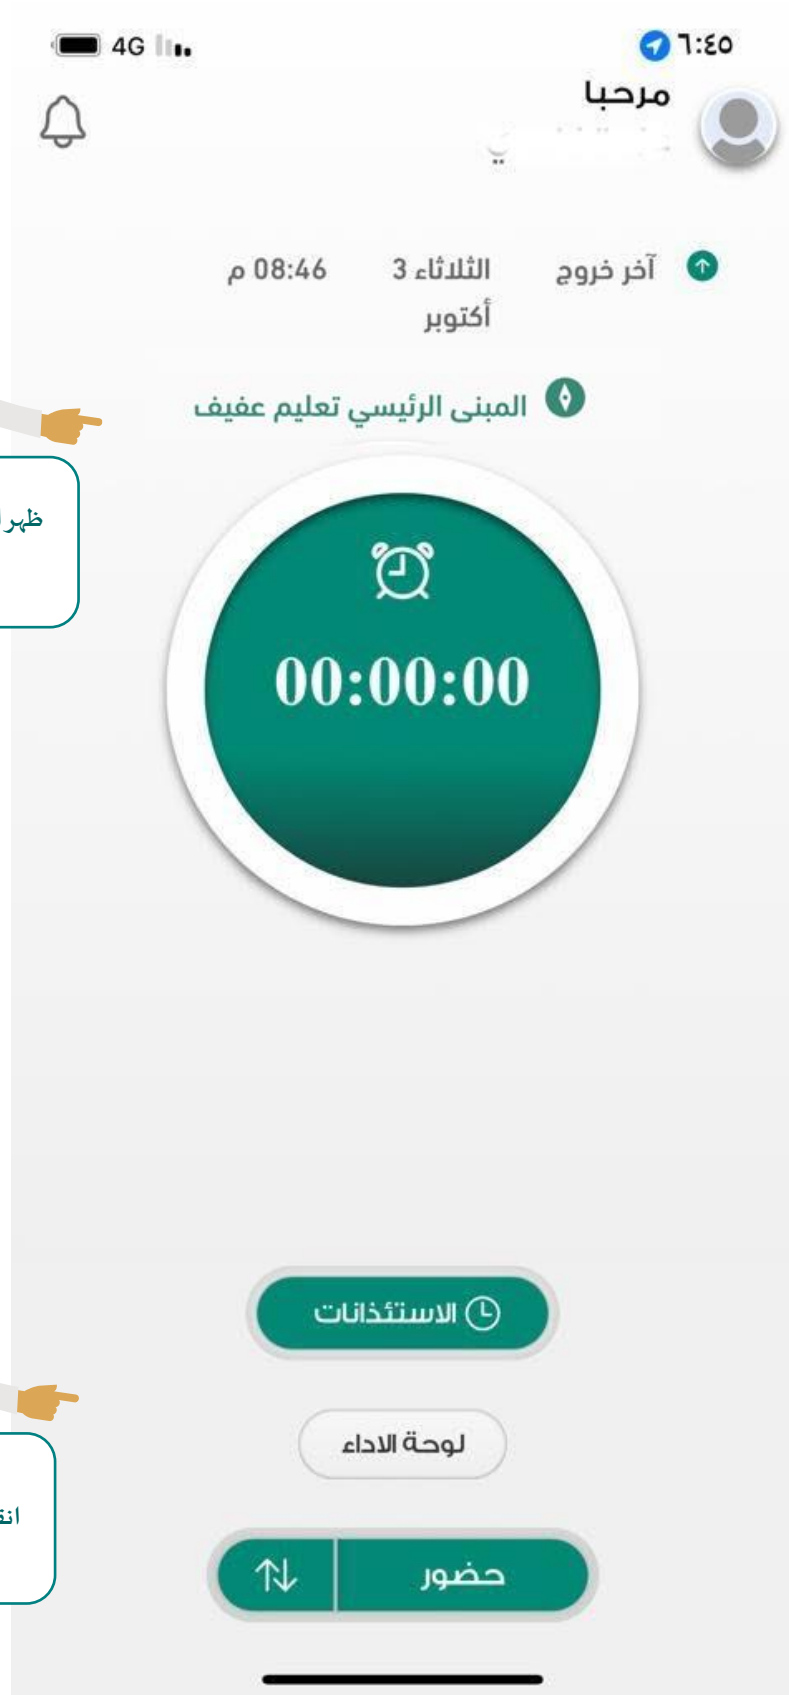 ٦:٤٥
4G
مرحبا
آخر خروج
الثلاثاء 3 أكتوبر
08:46 م
المبنى الرئيسي تعليم عفيف
00:00:00
الاستئذانات
لوحة الاداء
حضور